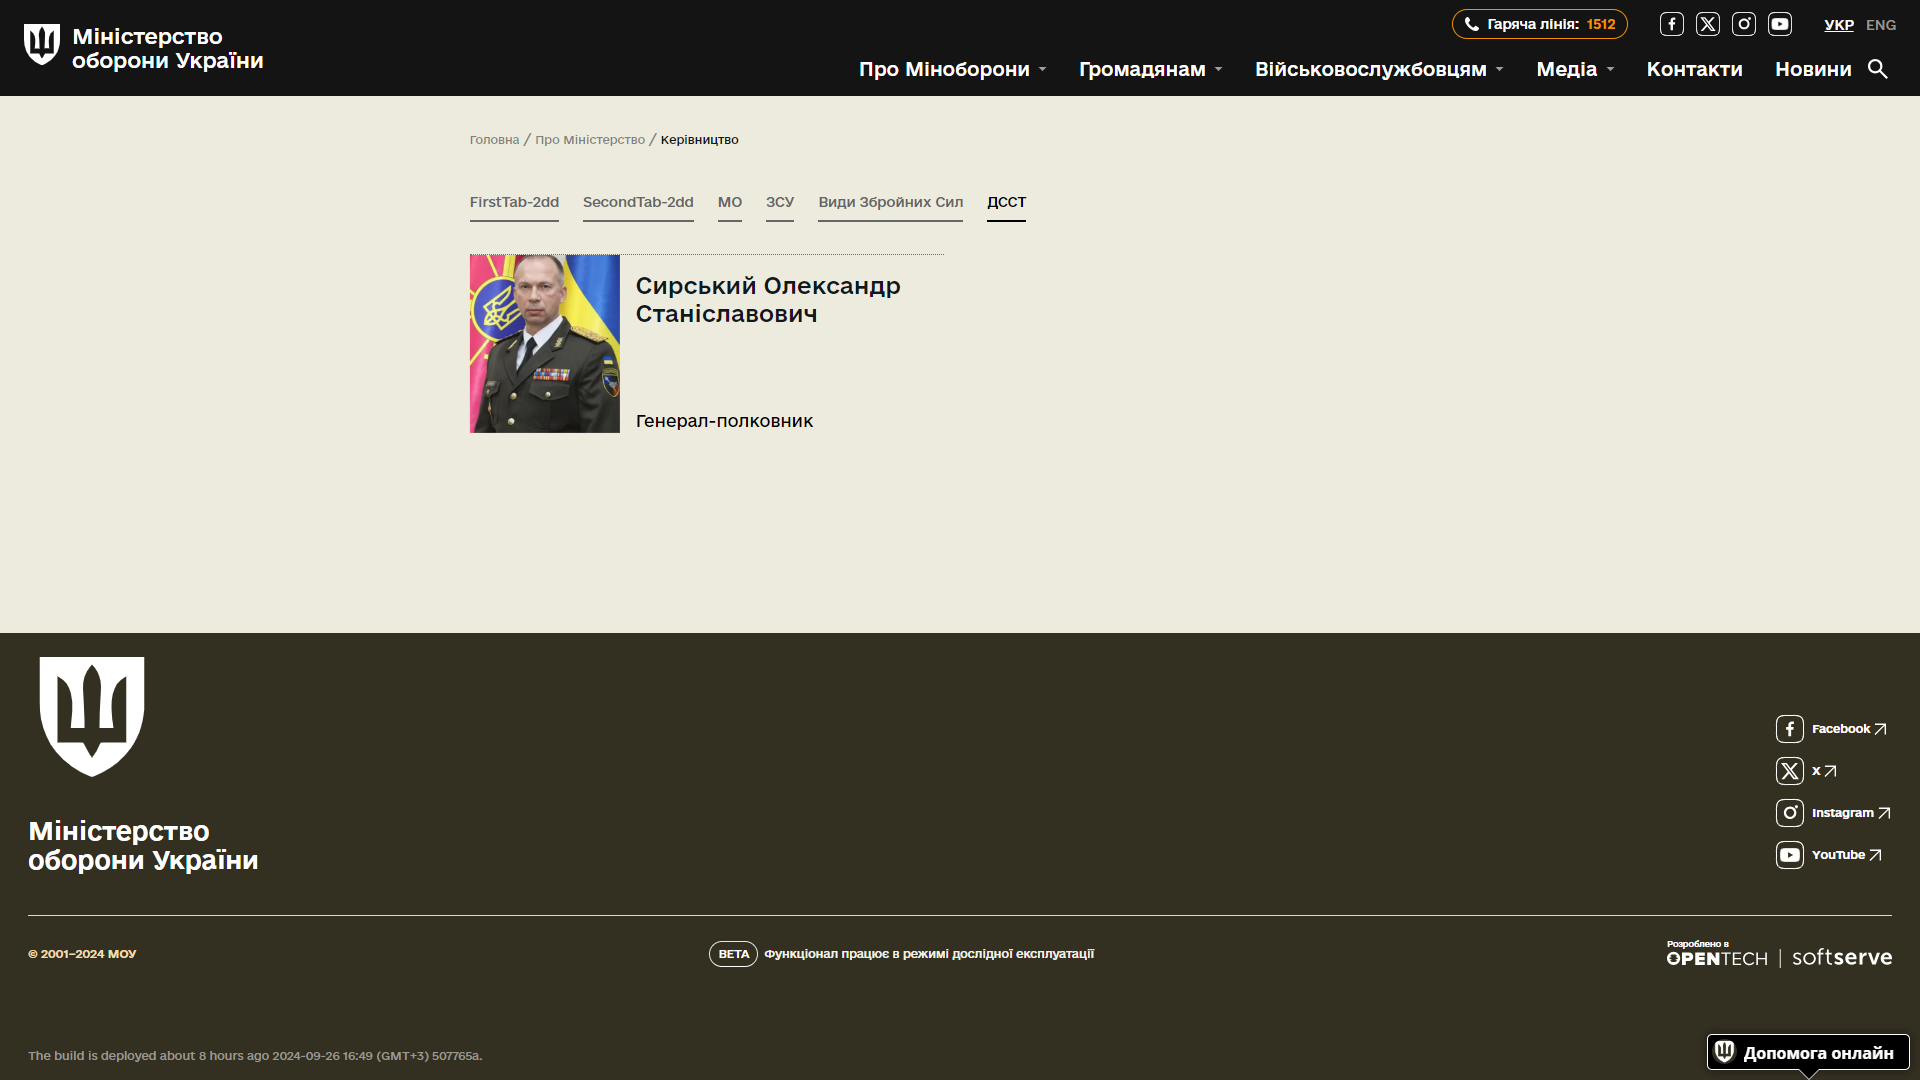 Міністерство
оборони України
Гаряча лінія: 1512
УКР ENG
Про Міноборони
Громадянам
Військовослужбовцям
Медіа
Контакти
Новини
Головна / Про Міністерство / Керівництво
FirstTab-2dd
SecondTab-2dd
МО
ЗСУ
Види Збройних Сил
ДССТ
Сирський Олександр
Станіславович
Генерал-полковник
Facebook
x
Instagram
YouTube
Міністерство
оборони України
© 2001–2024 МОУ
BETA Функціонал працює в режимі дослідної експлуатації
Розроблено в
OPENTECH | softserve
The build is deployed about 8 hours ago 2024-09-26 16:49 (GMT+3) 507765a.
Допомога онлайн